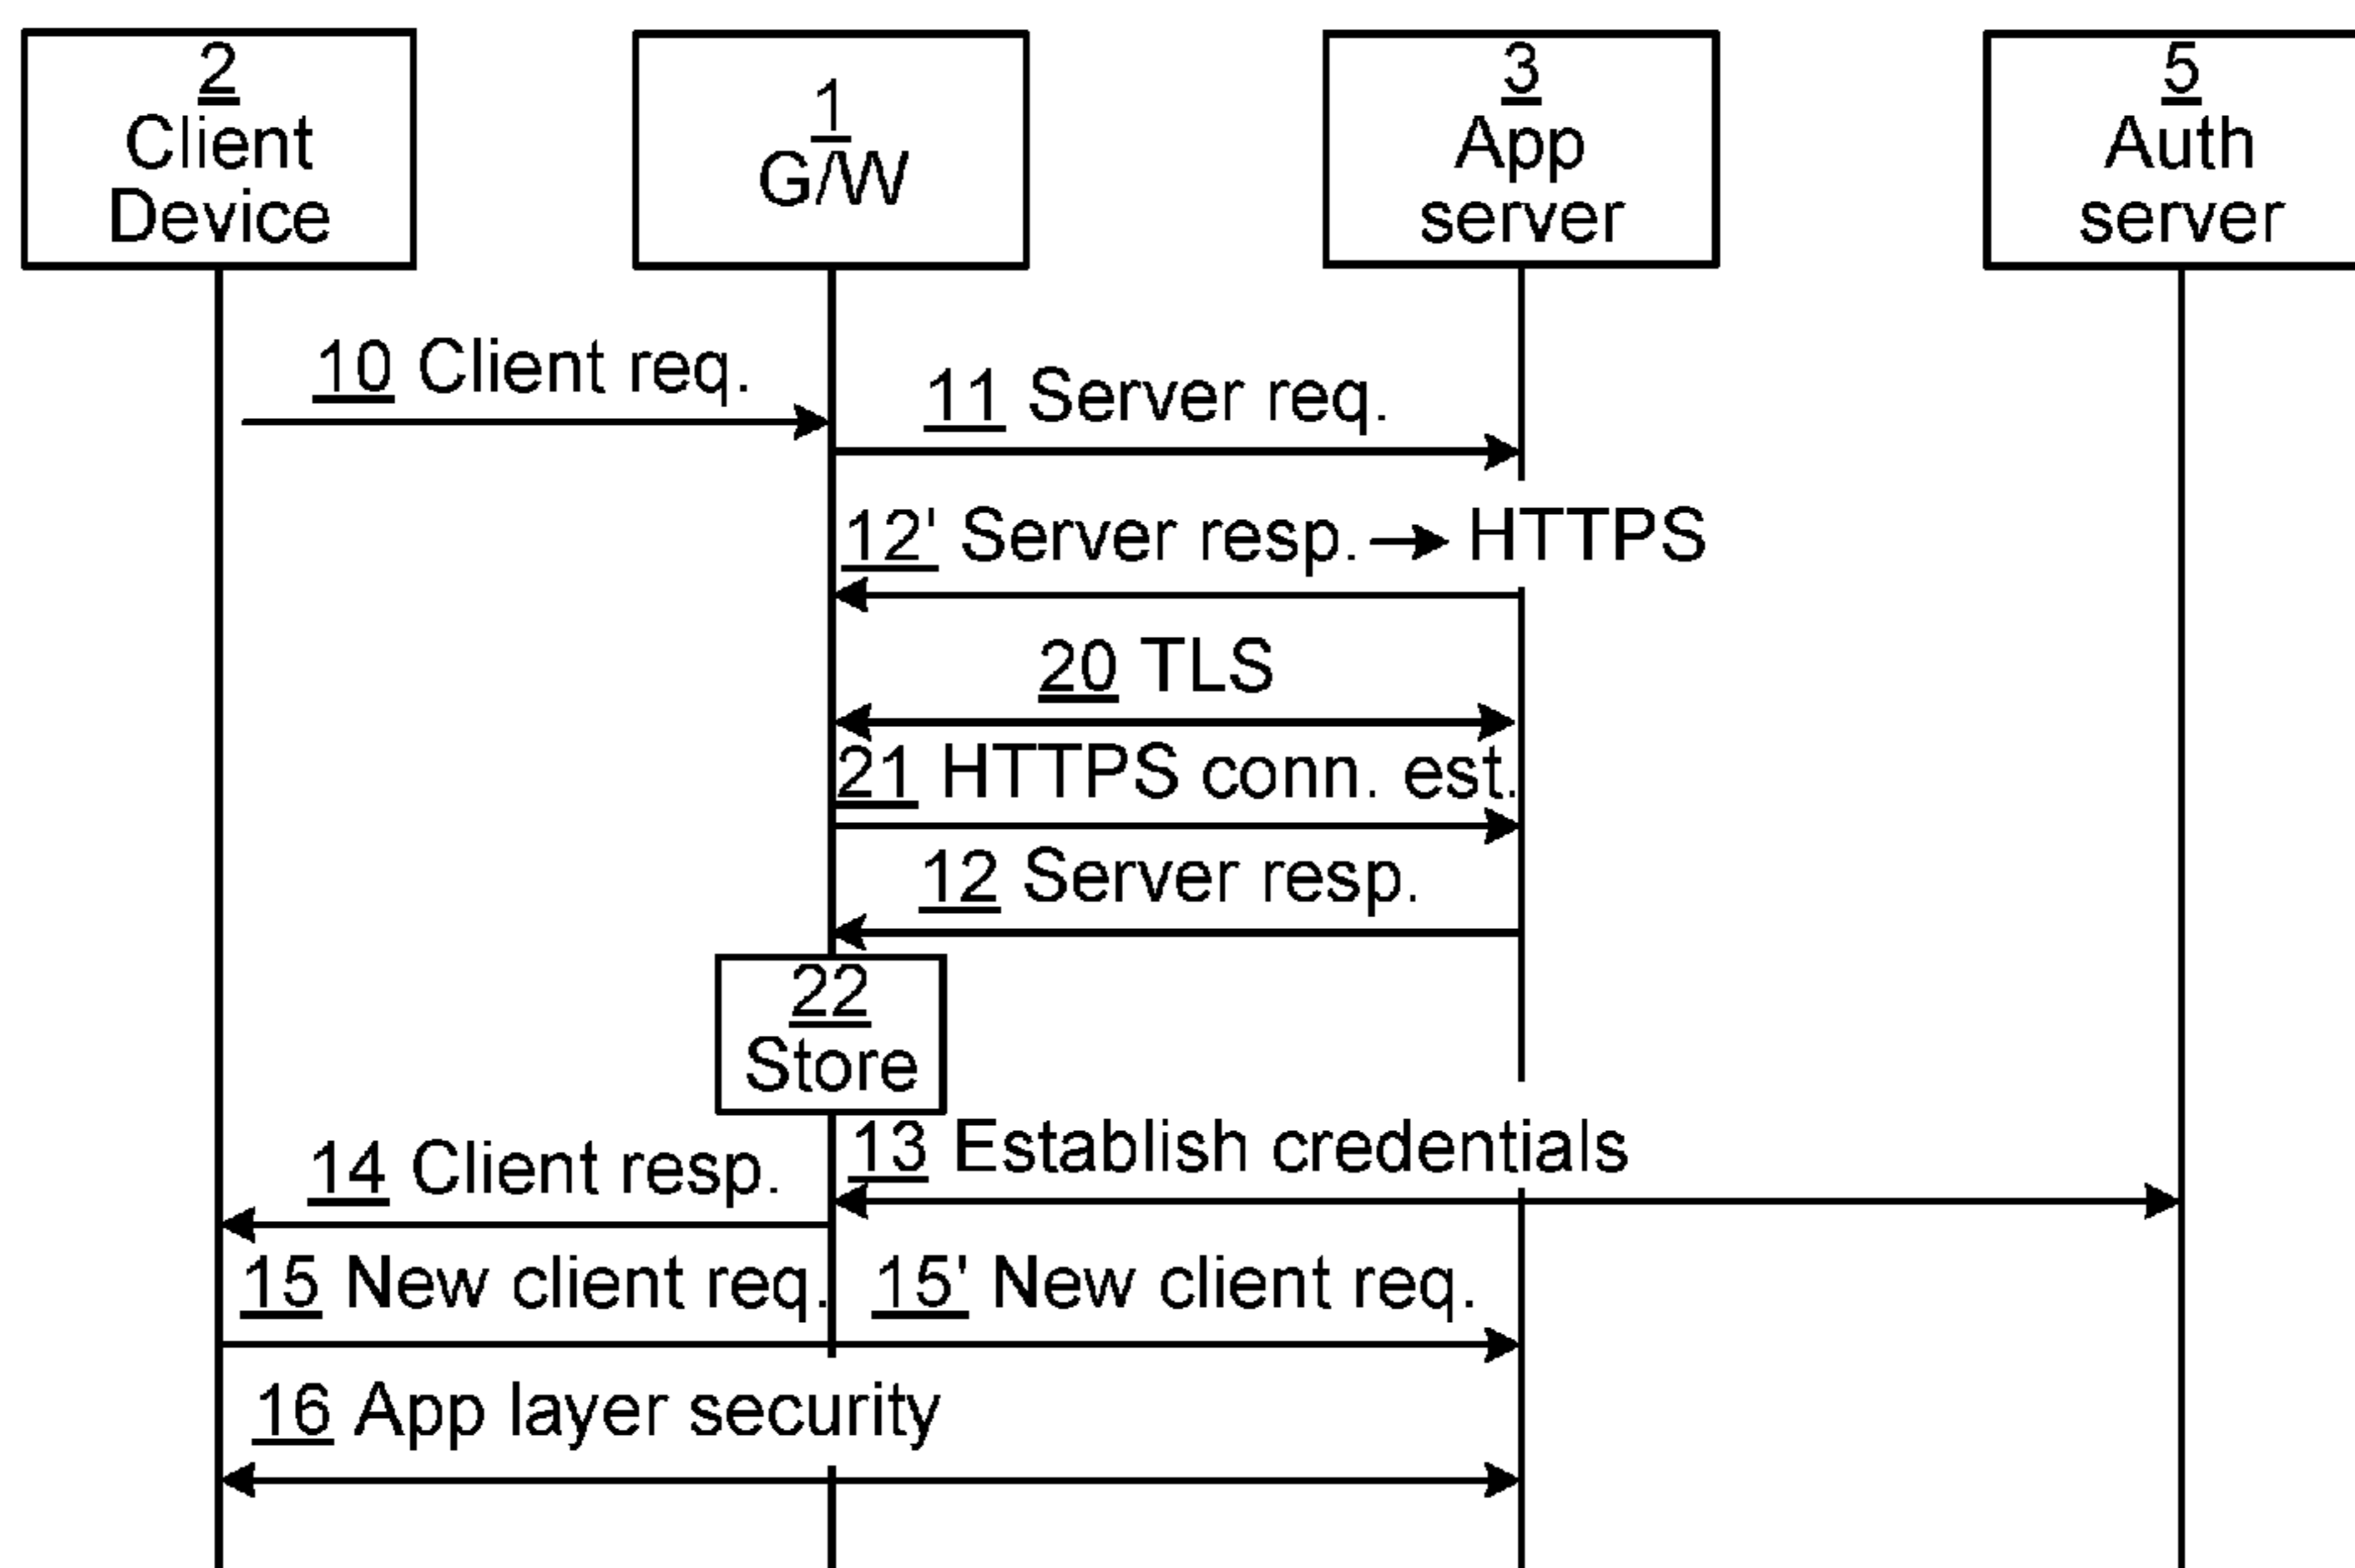 2
Client
Device
1
G/W
3
App
server
5
Auth
server
10 Client req.
11 Server req.
12' Server resp. → HTTPS
20 TLS
21 HTTPS conn. est.
12 Server resp.
22
Store
13 Establish credentials
14 Client resp.
15 New client req.
15' New client req.
16 App layer security